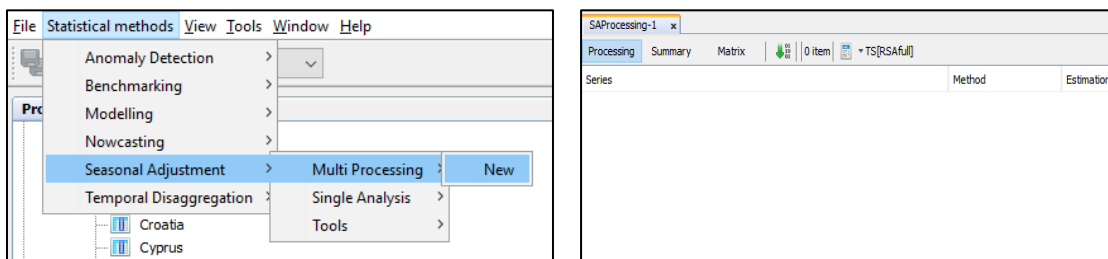 File Statistical methods View Tools Window Help
Anomaly Detection
Benchmarking
Modelling
Nowcasting
Seasonal Adjustment Multi Processing New
Temporal Disaggregation Single Analysis
Croatia Tools
Cyprus
SAProcessing-1 x
Processing Summary Matrix 0 item TS[RSAfull]
Series Method Estimation